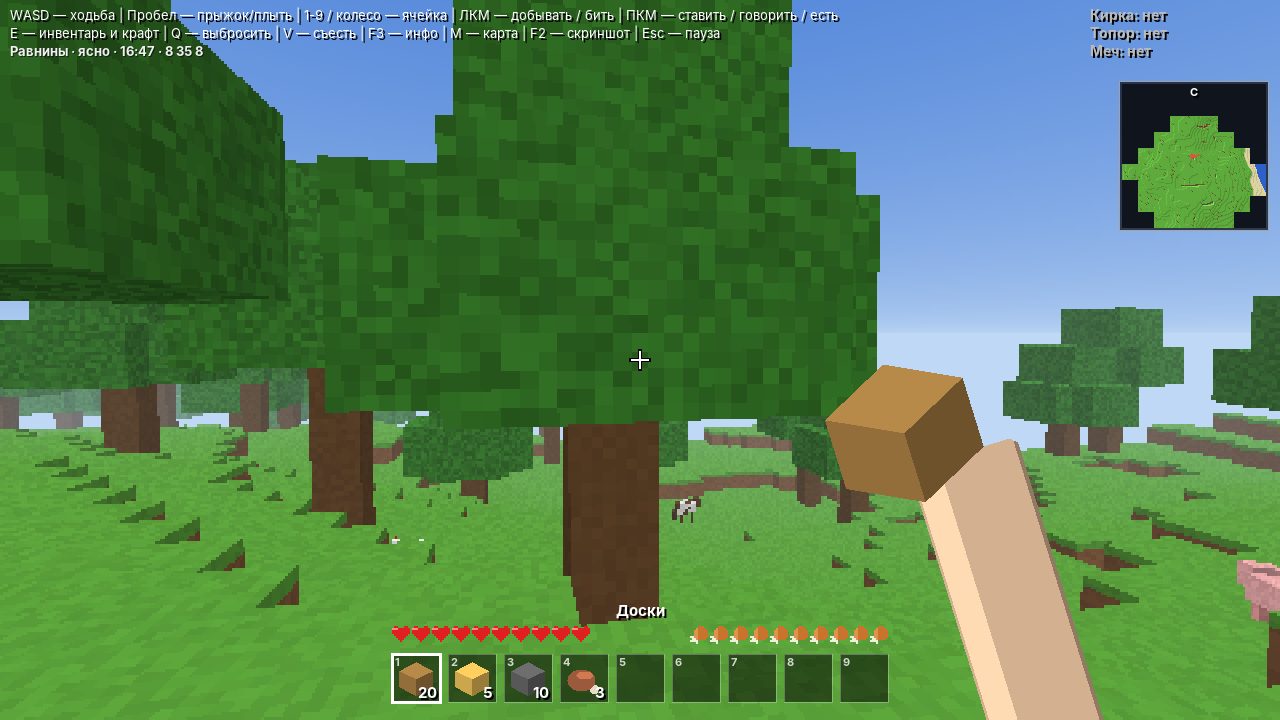 WASD — ходьба | Пробел — прыжок/плыть | 1-9 / колесо — ячейка | ЛКМ — добывать / бить | ПКМ — ставить / говорить / есть
E — инвентарь и крафт | Q — выбросить | V — съесть | F3 — инфо | M — карта | F2 — скриншот | Esc — пауза
Равнины · ясно · 16:47 · 8 35 8
Кирка: нет
Топор: нет
Меч: нет
С
Доски
1 2 3 4 5 6 7 8 9
20 5 10 3